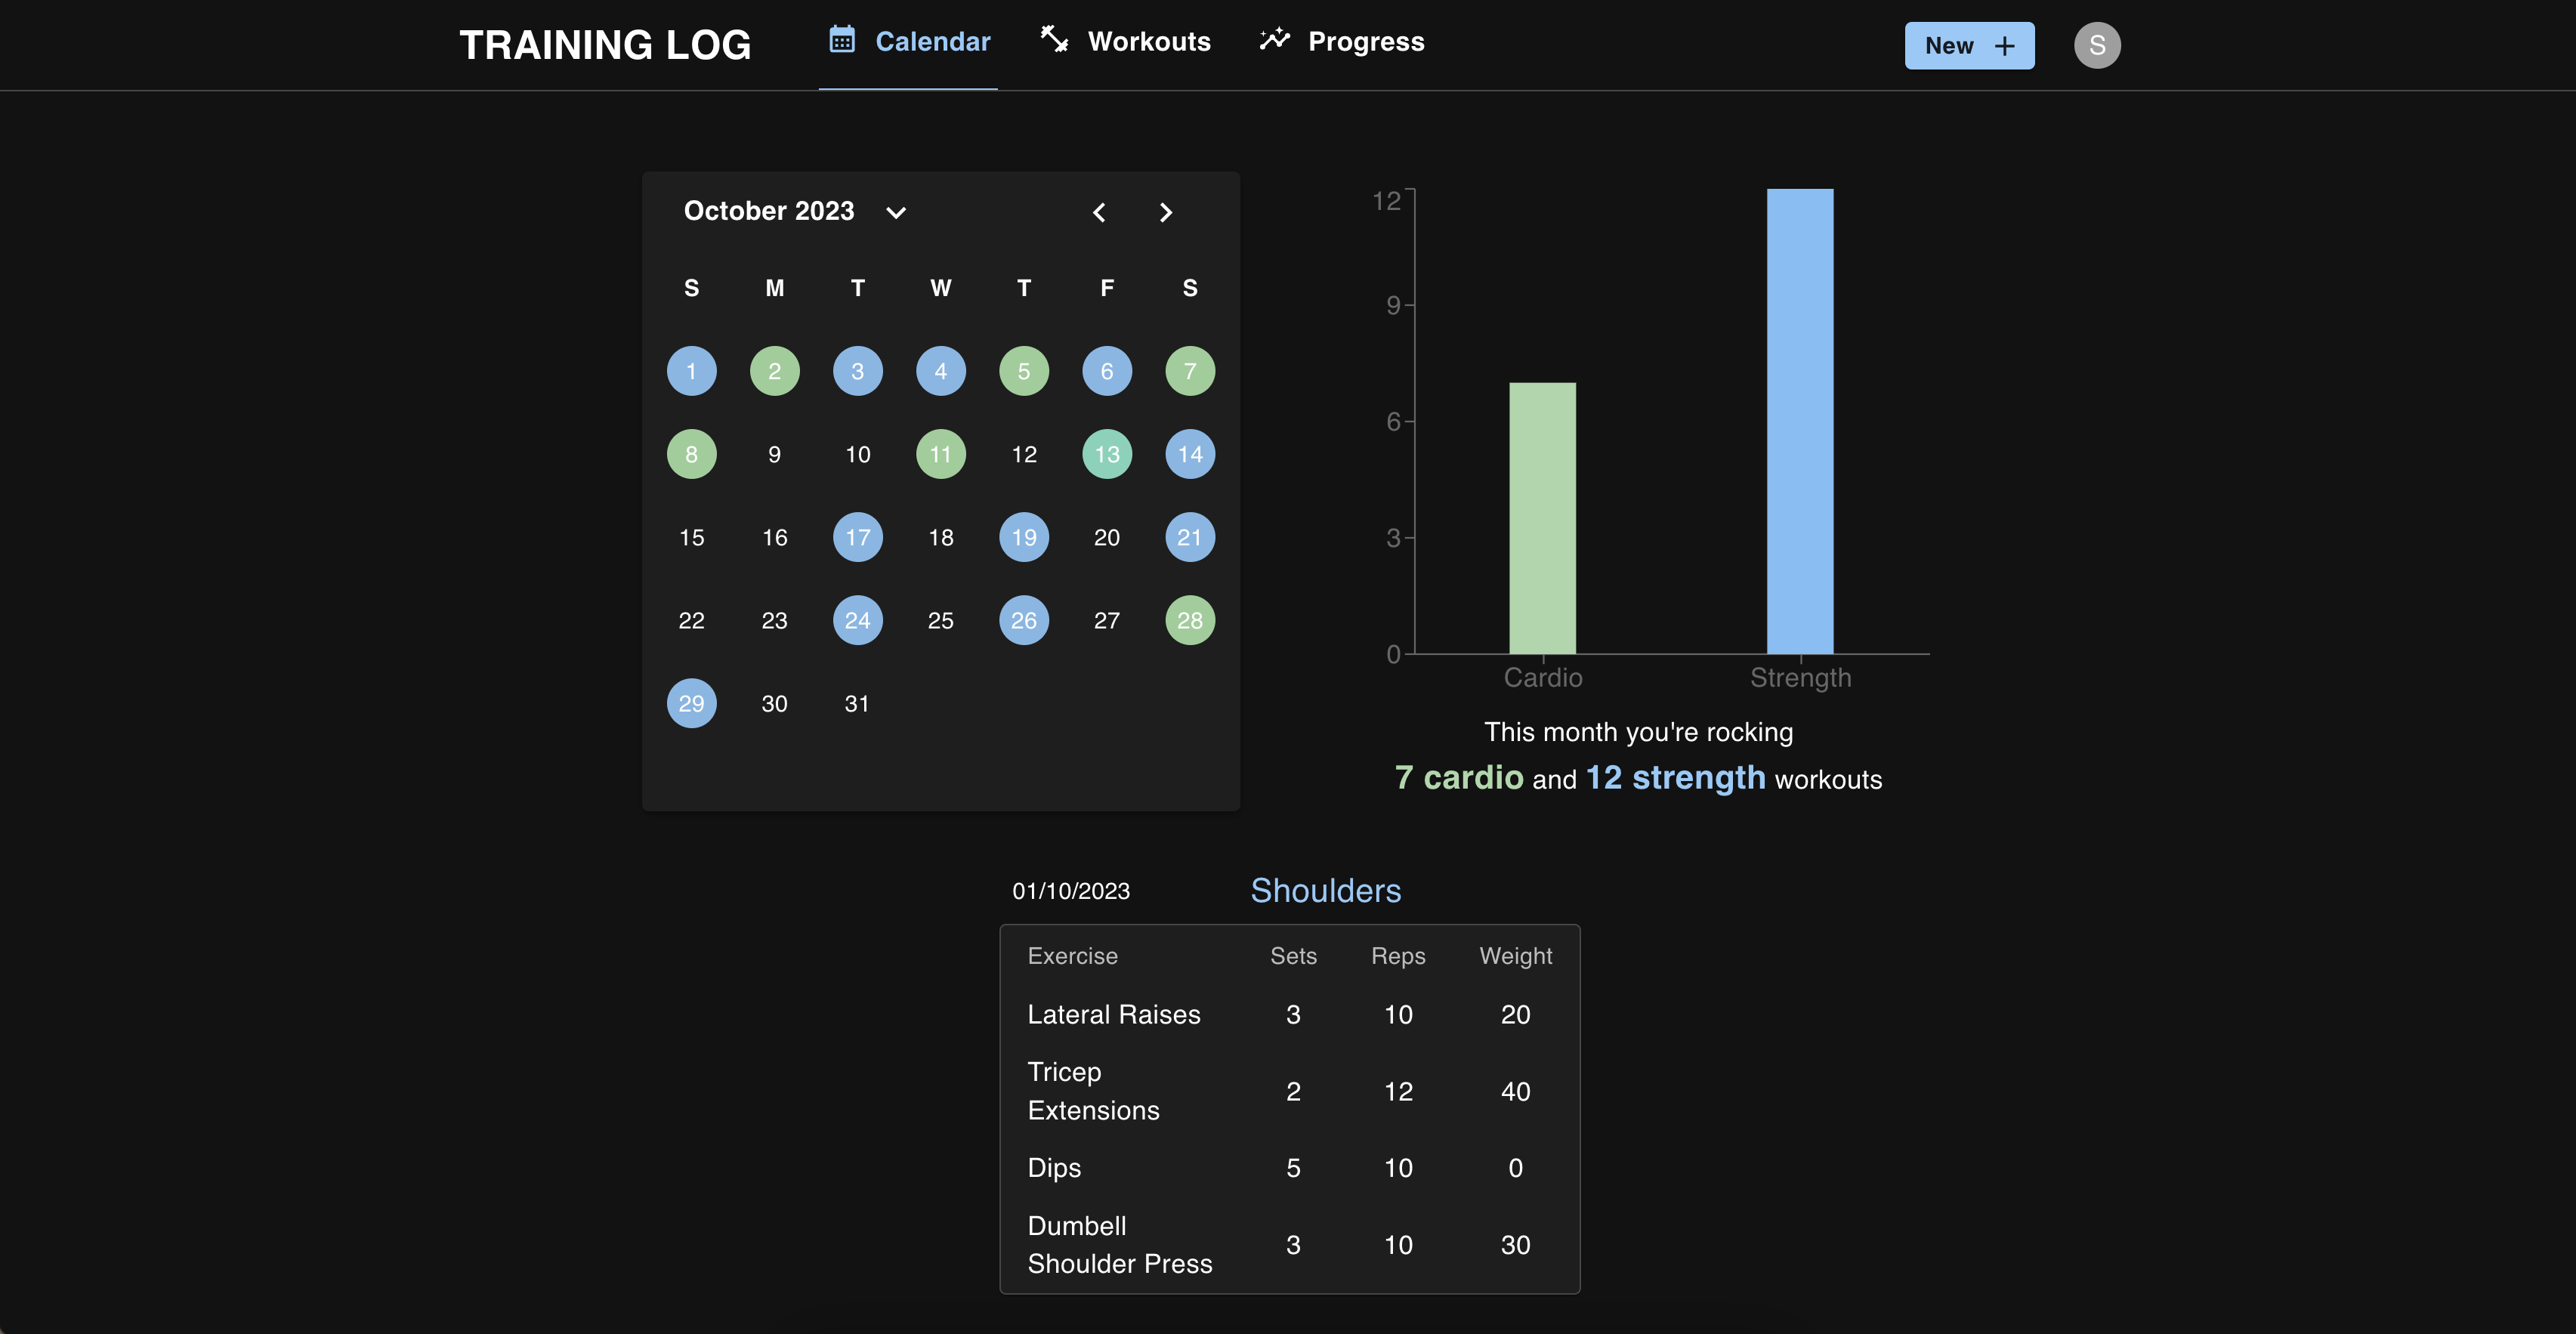 TRAINING LOG Calendar Workouts Progress New + S
October 2023
S M T W T F S
1 2 3 4 5 6 7
8 9 10 11 12 13 14
15 16 17 18 19 20 21
22 23 24 25 26 27 28
29 30 31
12
9
6
3
0
Cardio Strength
This month you're rocking
7 cardio and 12 strength workouts
01/10/2023 Shoulders
Exercise Sets Reps Weight
Lateral Raises 3 10 20
Tricep
Extensions 2 12 40
Dips 5 10 0
Dumbell
Shoulder Press 3 10 30